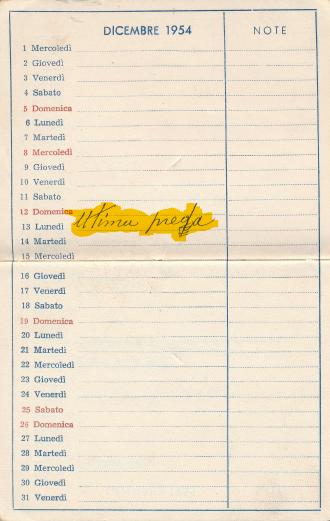 DICEMBRE 1954 NOTE
1 Mercoledì
2 Giovedì
3 Venerdì
4 Sabato
5 Domenica
6 Lunedì
7 Martedì
8 Mercoledì
9 Giovedì
10 Venerdì
11 Sabato
12 Domenica Ultima
13 Lunedì
14 Martedì
15 Mercoledì
16 Giovedì
17 Venerdì
18 Sabato
19 Domenica
20 Lunedì
21 Martedì
22 Mercoledì
23 Giovedì
24 Venerdì
25 Sabato
26 Domenica
27 Lunedì
28 Martedì
29 Mercoledì
30 Giovedì
31 Venerdì